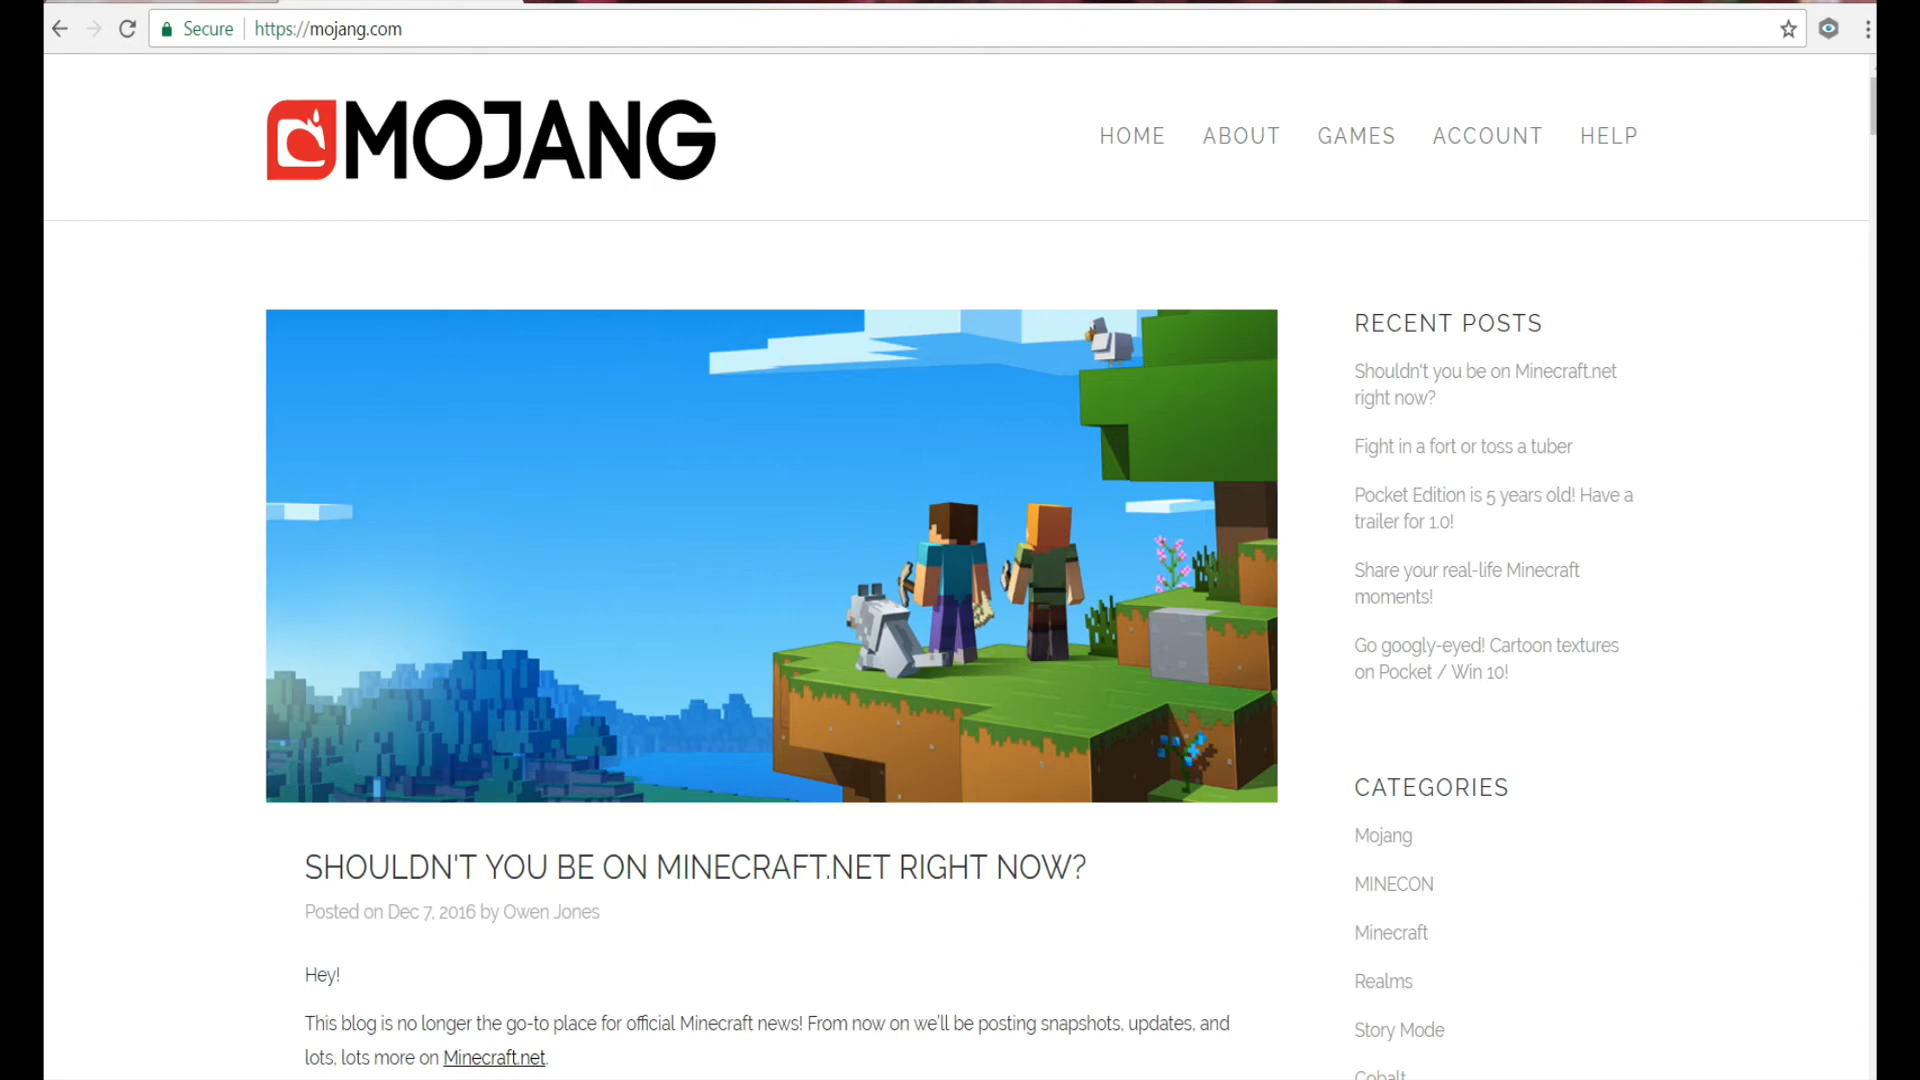 Secure https://mojang.com
MOJANG
HOME ABOUT GAMES ACCOUNT HELP
RECENT POSTS
Shouldn't you be on Minecraft.net
right now?
Fight in a fort or toss a tuber
Pocket Edition is 5 years old! Have a
trailer for 1.0!
Share your real-life Minecraft
moments!
Go googly-eyed! Cartoon textures
on Pocket / Win 10!
CATEGORIES
Mojang
MINECON
Minecraft
Realms
Story Mode
Cobalt
SHOULDN'T YOU BE ON MINECRAFT.NET RIGHT NOW?
Posted on Dec 7, 2016 by Owen Jones
Hey!
This blog is no longer the go-to place for official Minecraft news! From now on we'll be posting snapshots, updates, and
lots, lots more on Minecraft.net.